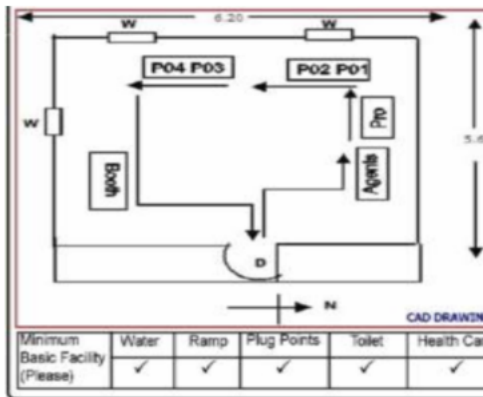 6.20
W W
P04 P03 P02 P01
W
Pro
5.6
Booth
Agents
D
N
CAD DRAWIN
Minimum Basic Facility (Please) Water Ramp Plug Points Toilet Health Ca
✓ ✓ ✓ ✓ ✓